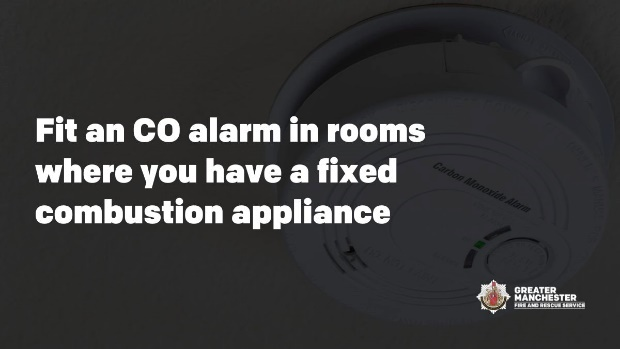 Fit an CO alarm in rooms
where you have a fixed
combustion appliance
Carbon Monoxide Alarm
GREATER
MANCHESTER
FIRE AND RESCUE SERVICE